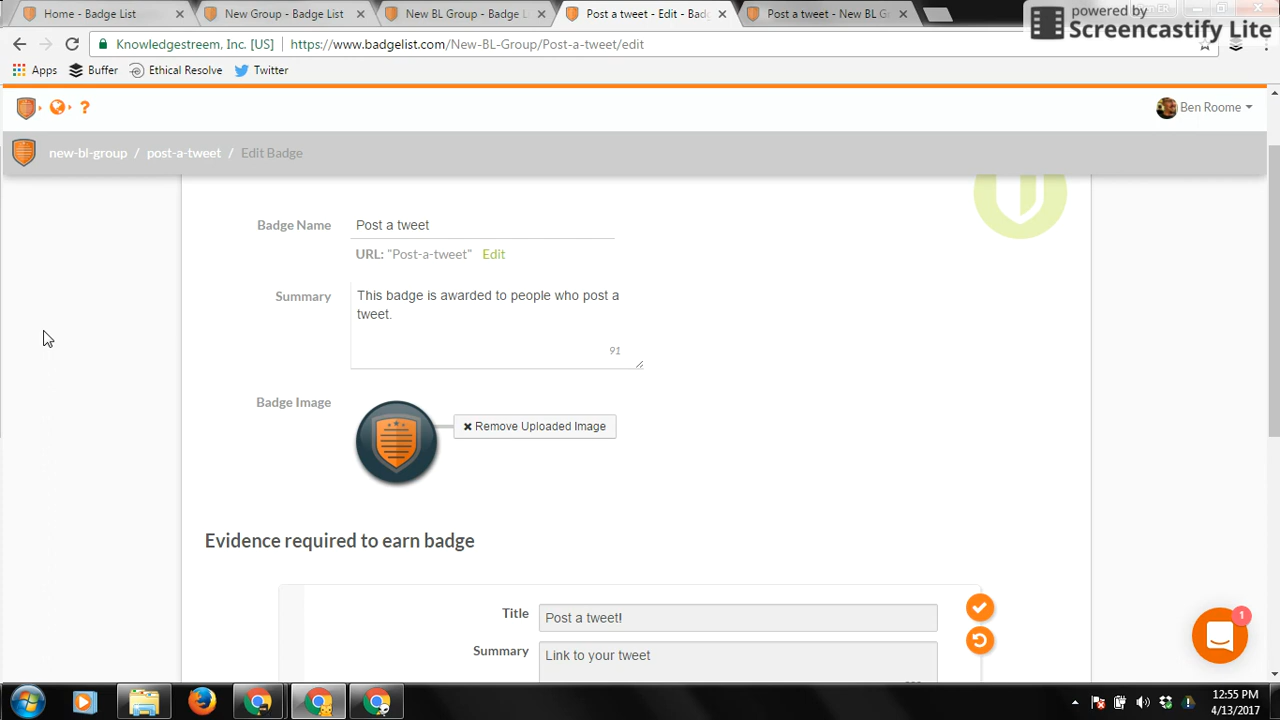 Home - Badge List
New Group - Badge List
New BL Group - Badge L
Post a tweet - Edit - Bad
Post a tweet - New BL G
powered by
Screencastify Lite
Knowledgestreem, Inc. [US]
https://www.badgelist.com/New-BL-Group/Post-a-tweet/edit
Apps
Buffer
Ethical Resolve
Twitter
?
Ben Roome
new-bl-group / post-a-tweet / Edit Badge
Badge Name
Post a tweet
URL: "Post-a-tweet" Edit
Summary
This badge is awarded to people who post a
tweet.
91
Badge Image
Remove Uploaded Image
Evidence required to earn badge
Title
Post a tweet!
Summary
Link to your tweet
1
12:55 PM
4/13/2017